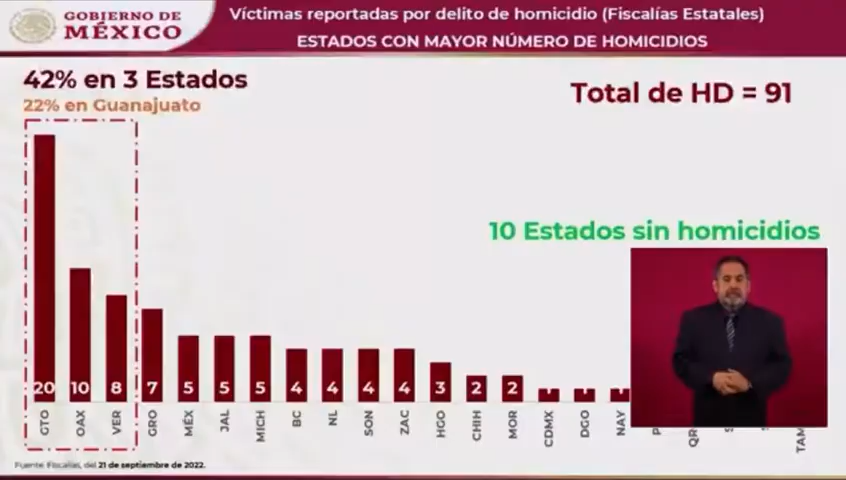 GOBIERNO DE
MÉXICO
Víctimas reportadas por delito de homicidio (Fiscalías Estatales)
ESTADOS CON MAYOR NÚMERO DE HOMICIDIOS
42% en 3 Estados
22% en Guanajuato
Total de HD = 91
10 Estados sin homicidios
20 10 8 7 5 5 5 4 4 4 4 3 2 2
GTO OAX VER GRO MÉX JAL MICH BC NL SON ZAC HGO CHIH MOR CDMX DGO NAY
Fuente: Fiscalías, del 21 de septiembre de 2022.